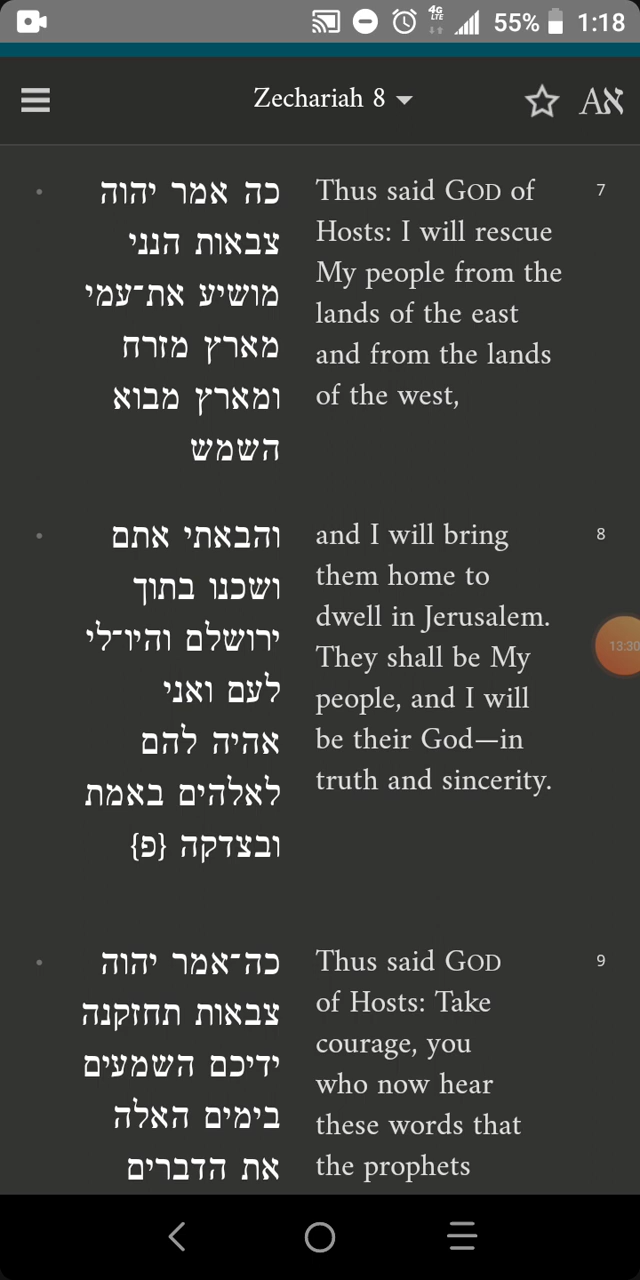 4G
LTE
55%
1:18
Zechariah 8
Aא
כה אמר יהוה
צבאות הנני
מושיע את־עמי
מארץ מזרח
ומארץ מבוא
השמש
Thus said GOD of
Hosts: I will rescue
My people from the
lands of the east
and from the lands
of the west,
7
והבאתי אתם
ושכנו בתוך
ירושלם והיו־לי
לעם ואני
אהיה להם
לאלהים באמת
ובצדקה {פ}
and I will bring
them home to
dwell in Jerusalem.
They shall be My
people, and I will
be their God—in
truth and sincerity.
8
13:30
כה־אמר יהוה
צבאות תחזקנה
ידיכם השמעים
בימים האלה
את הדברים
Thus said GOD
of Hosts: Take
courage, you
who now hear
these words that
the prophets
9